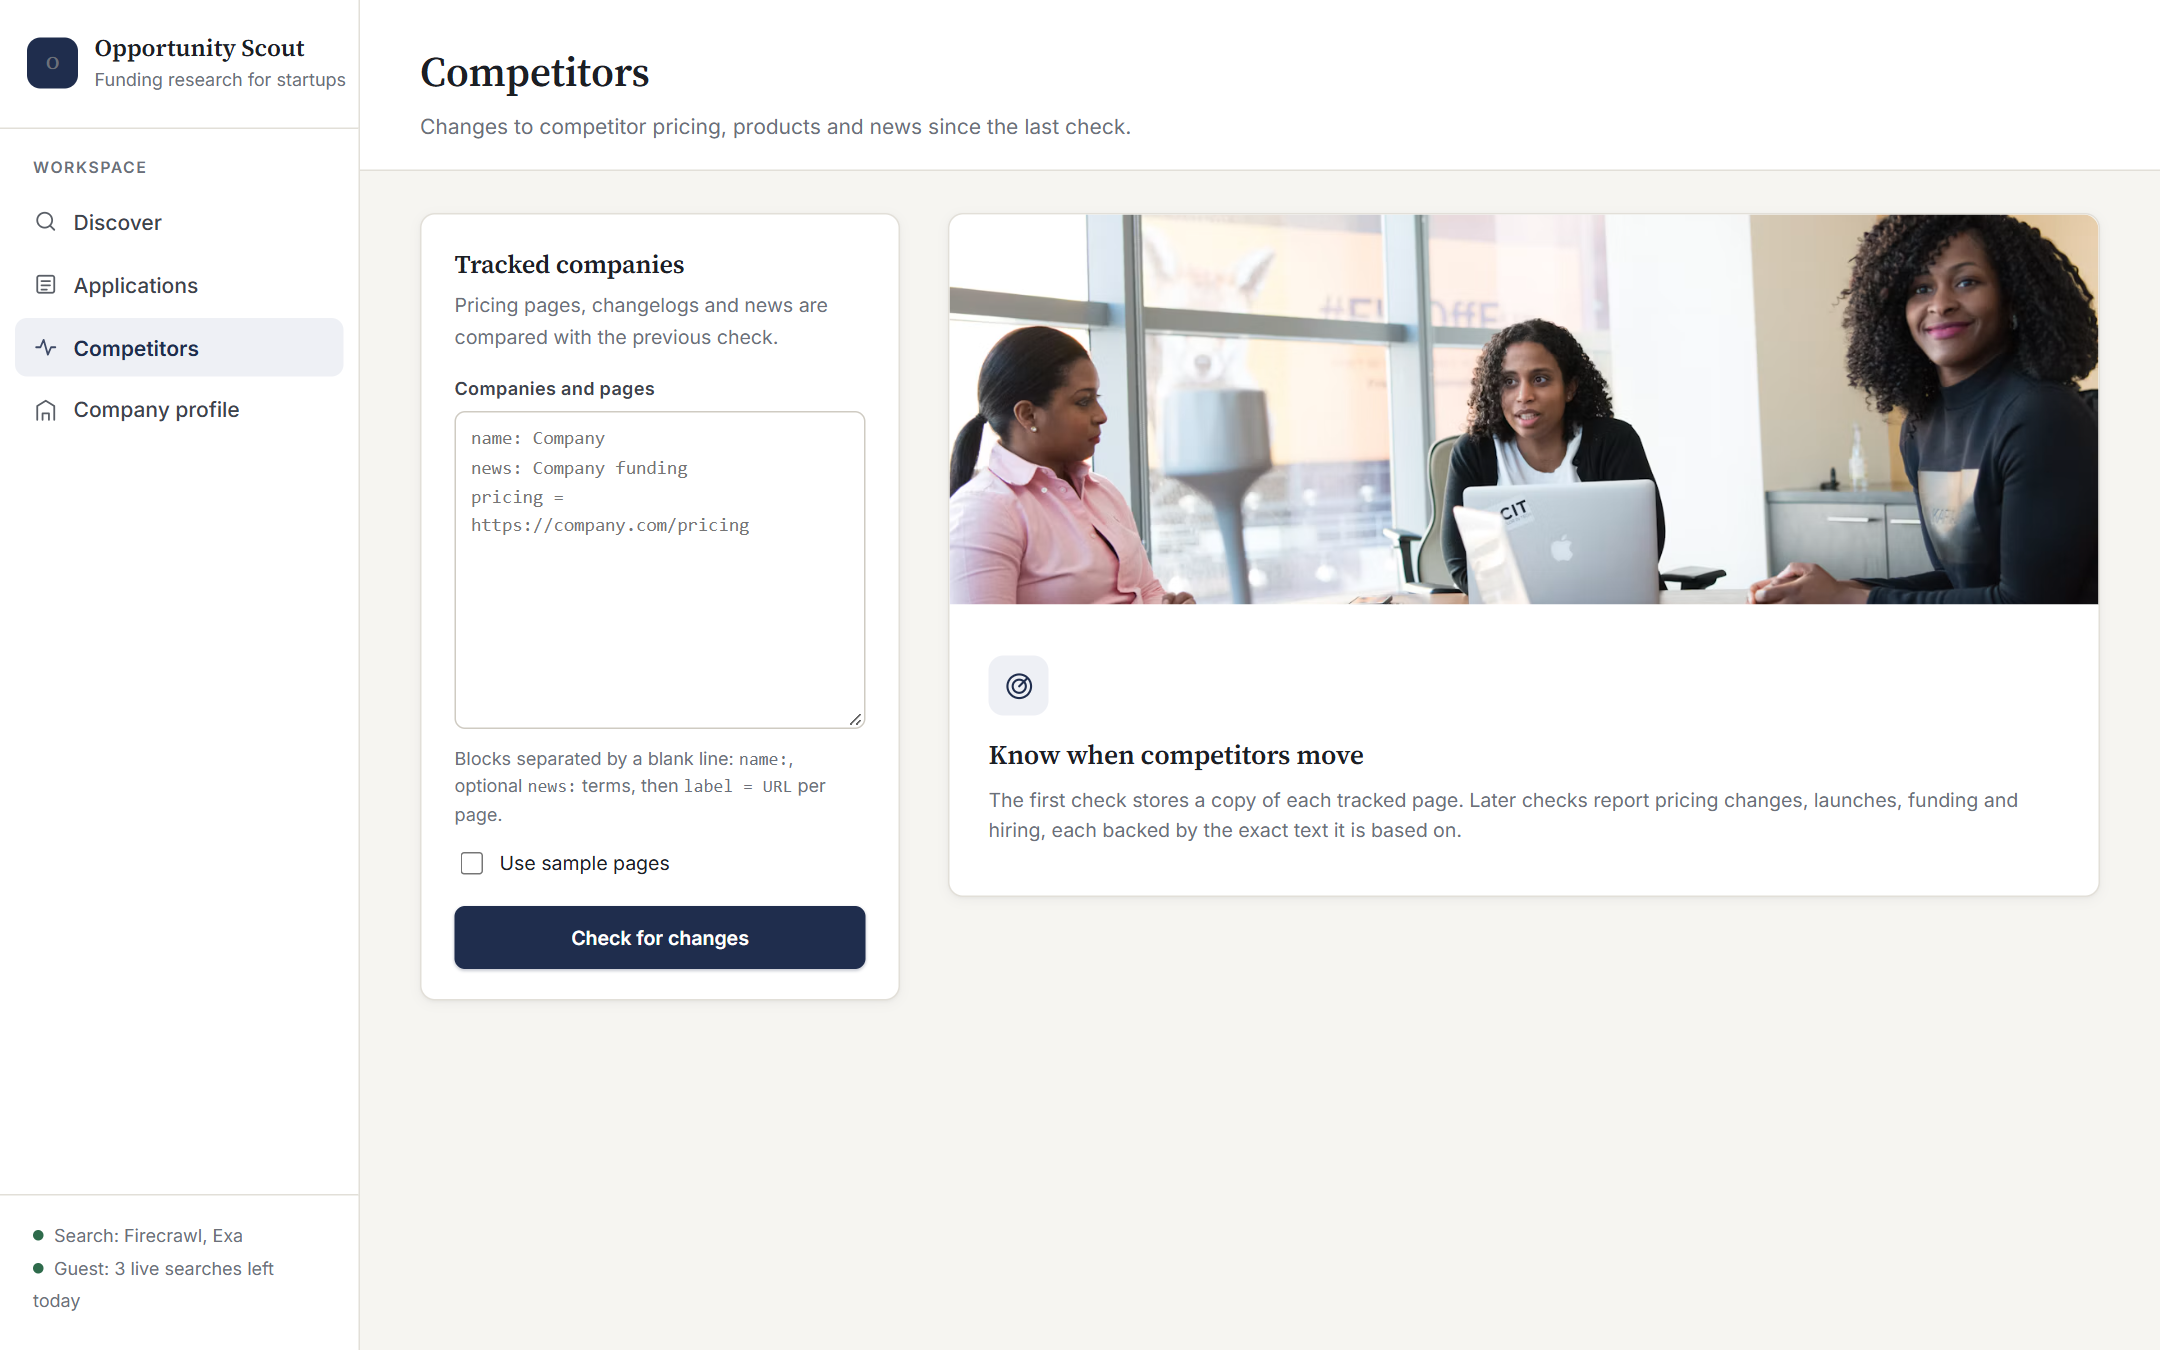 O
Opportunity Scout
Funding research for startups
WORKSPACE
Discover
Applications
Competitors
Company profile
Search: Firecrawl, Exa
Guest: 3 live searches left
today
Competitors
Changes to competitor pricing, products and news since the last check.
Tracked companies
Pricing pages, changelogs and news are
compared with the previous check.
Companies and pages
name: Company
news: Company funding
pricing =
https://company.com/pricing
Blocks separated by a blank line: name:,
optional news: terms, then label = URL per
page.
Use sample pages
Check for changes
CIT
Know when competitors move
The first check stores a copy of each tracked page. Later checks report pricing changes, launches, funding and
hiring, each backed by the exact text it is based on.